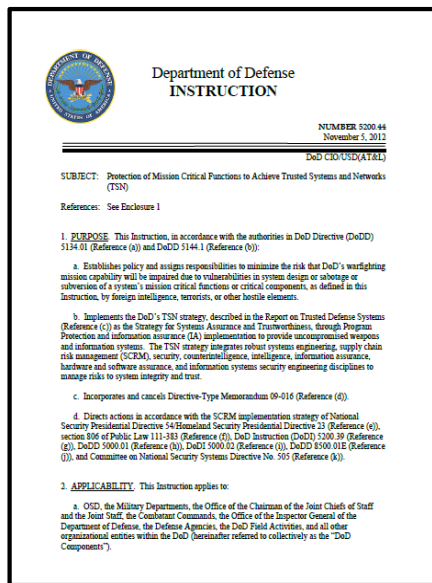 DEPARTMENT OF DEFENSE
UNITED STATES OF AMERICA
Department of Defense
INSTRUCTION
NUMBER 5200.44
November 5, 2012
DoD CIO/USD(AT&L)
SUBJECT: Protection of Mission Critical Functions to Achieve Trusted Systems and Networks
(TSN)
References: See Enclosure 1
1. PURPOSE. This Instruction, in accordance with the authorities in DoD Directive (DoDD)
5134.01 (Reference (a)) and DoDD 5144.1 (Reference (b)):
a. Establishes policy and assigns responsibilities to minimize the risk that DoD's warfighting
mission capability will be impaired due to vulnerabilities in system design or sabotage or
subversion of a system's mission critical functions or critical components, as defined in this
Instruction, by foreign intelligence, terrorists, or other hostile elements.
b. Implements the DoD's TSN strategy, described in the Report on Trusted Defense Systems
(Reference (c)) as the Strategy for Systems Assurance and Trustworthiness, through Program
Protection and information assurance (IA) implementation to provide uncompromised weapons
and information systems. The TSN strategy integrates robust systems engineering, supply chain
risk management (SCRM), security, counterintelligence, intelligence, information assurance,
hardware and software assurance, and information systems security engineering disciplines to
manage risks to system integrity and trust.
c. Incorporates and cancels Directive-Type Memorandum 09-016 (Reference (d)).
d. Directs actions in accordance with the SCRM implementation strategy of National
Security Presidential Directive 54/Homeland Security Presidential Directive 23 (Reference (e)),
section 806 of Public Law 111-383 (Reference (f)), DoD Instruction (DoDI) 5200.39 (Reference
(g)), DoDD 5000.01 (Reference (h)), DoDI 5000.02 (Reference (i)), DoDD 8500.01E (Reference
(j)), and Committee on National Security Systems Directive No. 505 (Reference (k)).
2. APPLICABILITY. This Instruction applies to:
a. OSD, the Military Departments, the Office of the Chairman of the Joint Chiefs of Staff
and the Joint Staff, the Combatant Commands, the Office of the Inspector General of the
Department of Defense, the Defense Agencies, the DoD Field Activities, and all other
organizational entities within the DoD (hereinafter referred to collectively as the "DoD
Components").